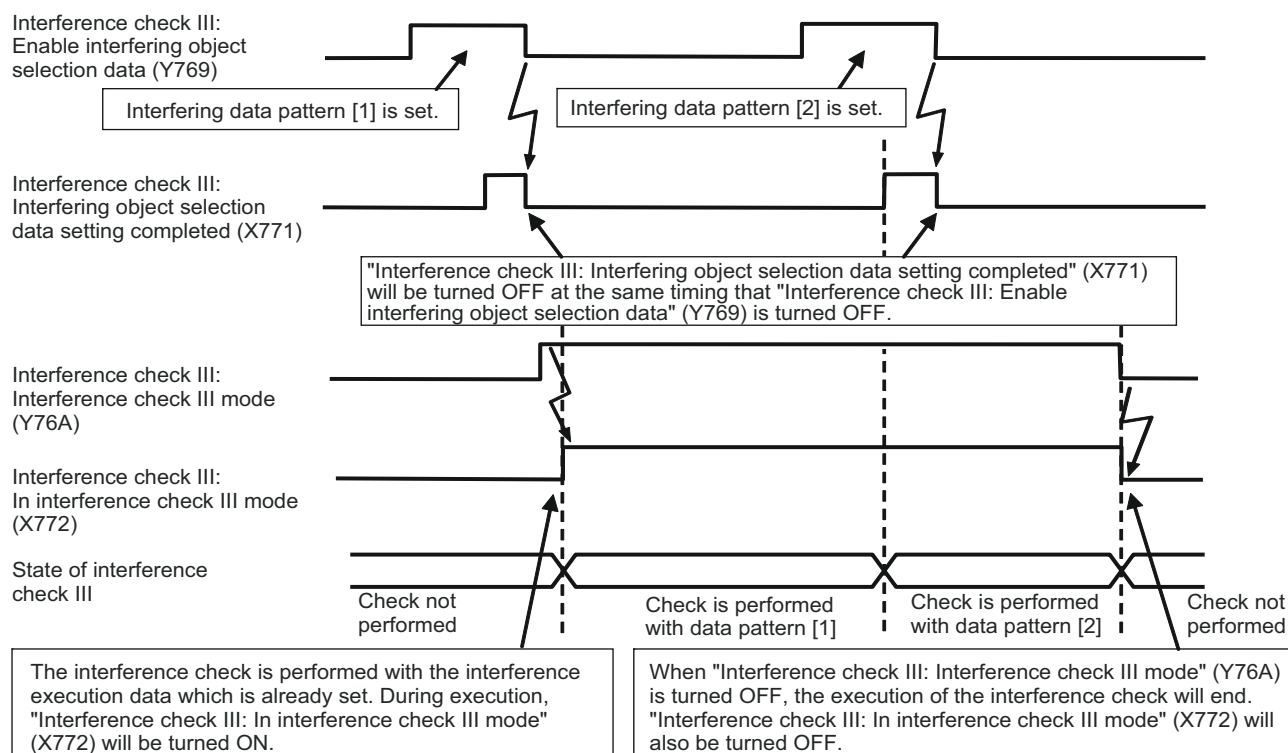 Interference check III:
Enable interfering object
selection data (Y769)
Interfering data pattern [1] is set.
Interfering data pattern [2] is set.
Interference check III:
Interfering object selection
data setting completed (X771)
"Interference check III: Interfering object selection data setting completed" (X771)
will be turned OFF at the same timing that "Interference check III: Enable
interfering object selection data" (Y769) is turned OFF.
Interference check III:
Interference check III mode
(Y76A)
Interference check III:
In interference check III mode
(X772)
State of interference
check III
Check not
performed
Check is performed
with data pattern [1]
Check is performed
with data pattern [2]
Check not
performed
The interference check is performed with the interference
execution data which is already set. During execution,
"Interference check III: In interference check III mode"
(X772) will be turned ON.
When "Interference check III: Interference check III mode" (Y76A)
is turned OFF, the execution of the interference check will end.
"Interference check III: In interference check III mode" (X772) will
also be turned OFF.